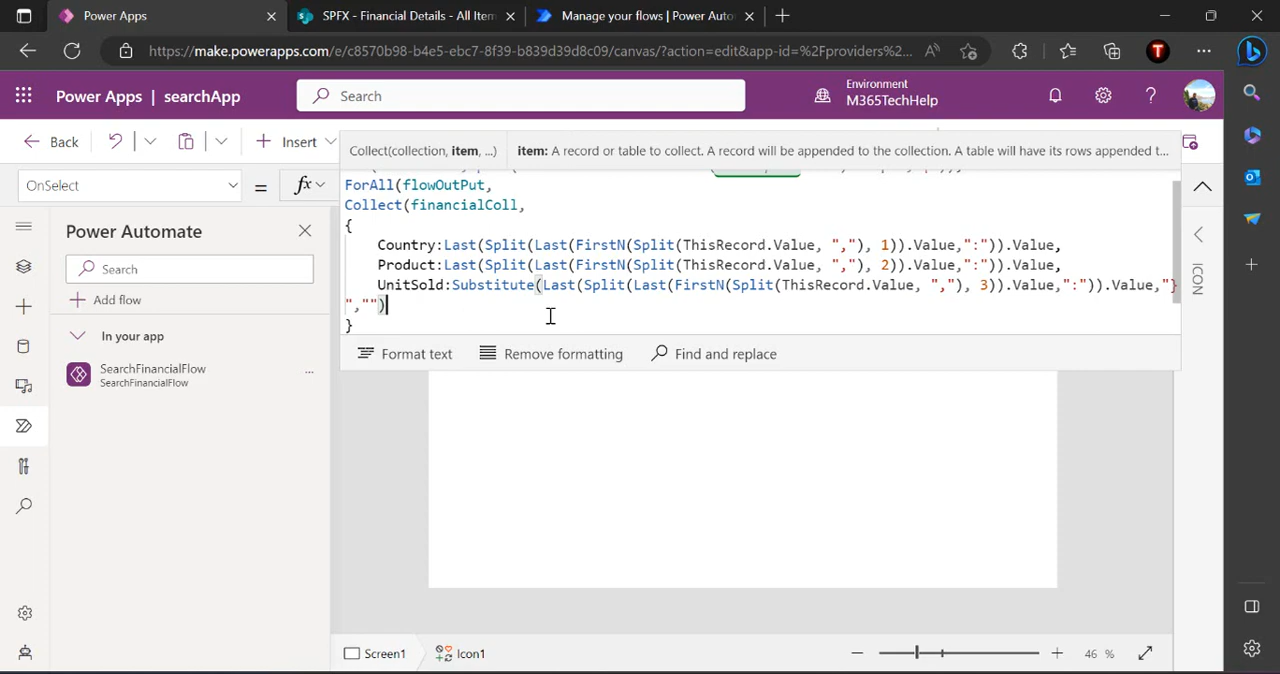 Power Apps
SPFX - Financial Details - All Item
Manage your flows | Power Auto
https://make.powerapps.com/e/c8570b98-b4e5-ebc7-8f39-b839d39d8c09/canvas/?action=edit&app-id=%2Fproviders%2...
Power Apps | searchApp
Search
Environment
M365TechHelp
Back
Insert
Collect(collection, item, ...)
item: A record or table to collect. A record will be appended to the collection. A table will have its rows appended t...
OnSelect
=
fx
ForAll(flowOutPut,
Collect(financialColl,
{
Country:Last(Split(Last(FirstN(Split(ThisRecord.Value, ","), 1)).Value,":")).Value,
Product:Last(Split(Last(FirstN(Split(ThisRecord.Value, ","), 2)).Value,":")).Value,
UnitSold:Substitute(Last(Split(Last(FirstN(Split(ThisRecord.Value, ","), 3)).Value,":")).Value,"}
","")
}
Format text
Remove formatting
Find and replace
Power Automate
Search
Add flow
In your app
SearchFinancialFlow
SearchFinancialFlow
...
ICON
Screen1
Icon1
46 %